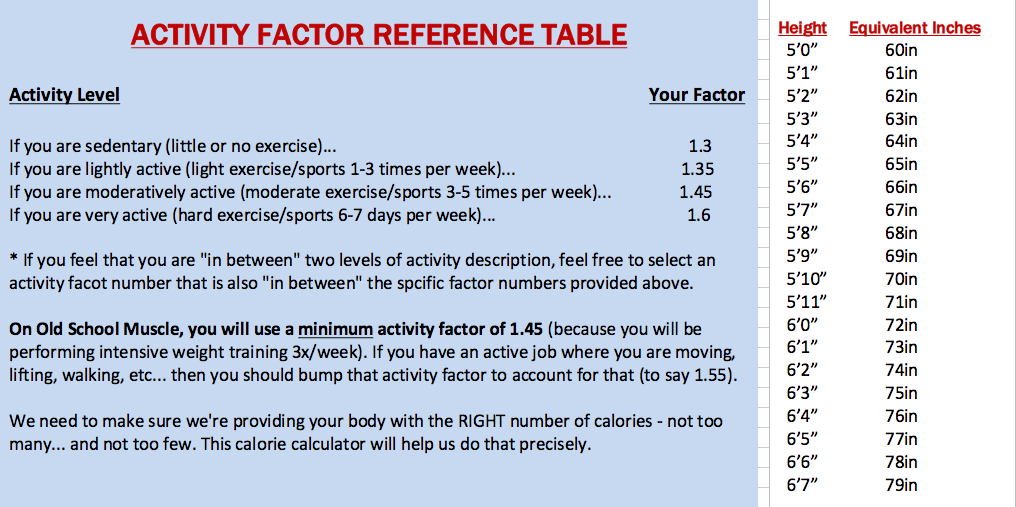 ACTIVITY FACTOR REFERENCE TABLE
Activity Level Your Factor
If you are sedentary (little or no exercise)... 1.3
If you are lightly active (light exercise/sports 1-3 times per week)... 1.35
If you are moderatively active (moderate exercise/sports 3-5 times per week)... 1.45
If you are very active (hard exercise/sports 6-7 days per week)... 1.6
* If you feel that you are "in between" two levels of activity description, feel free to select an
activity facot number that is also "in between" the spcific factor numbers provided above.
On Old School Muscle, you will use a minimum activity factor of 1.45 (because you will be
performing intensive weight training 3x/week). If you have an active job where you are moving,
lifting, walking, etc... then you should bump that activity factor to account for that (to say 1.55).
We need to make sure we're providing your body with the RIGHT number of calories - not too
many... and not too few. This calorie calculator will help us do that precisely.
Height Equivalent Inches
5’0” 60in
5’1” 61in
5’2” 62in
5’3” 63in
5’4” 64in
5’5” 65in
5’6” 66in
5’7” 67in
5’8” 68in
5’9” 69in
5’10” 70in
5’11” 71in
6’0” 72in
6’1” 73in
6’2” 74in
6’3” 75in
6’4” 76in
6’5” 77in
6’6” 78in
6’7” 79in